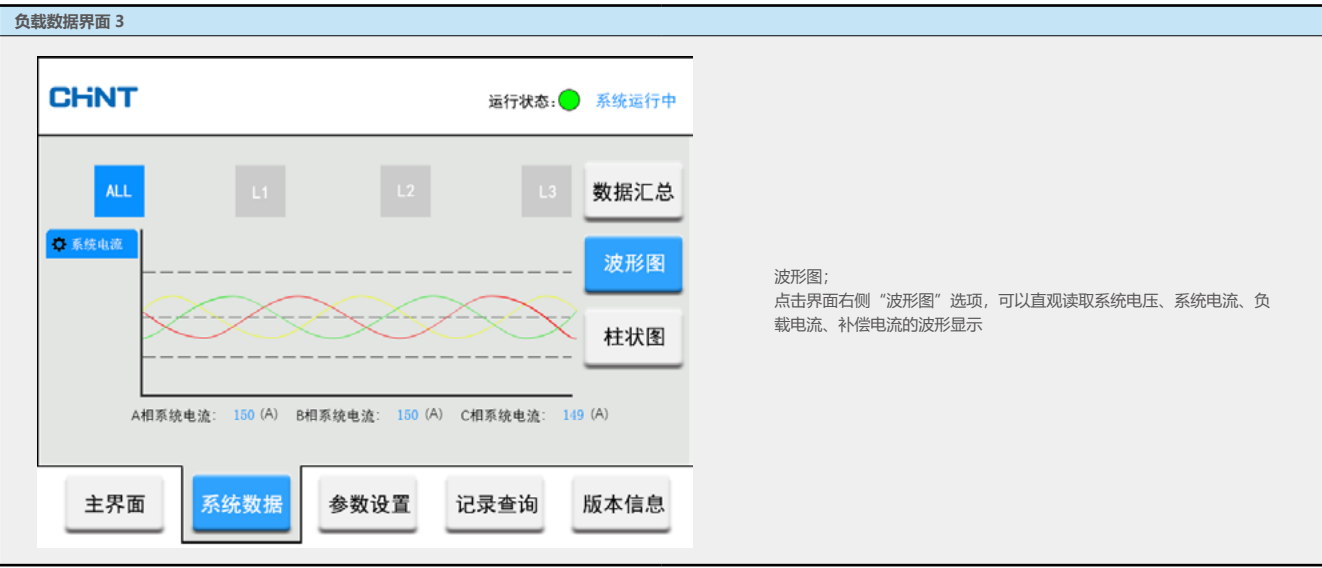 负载数据界面 3
CHNT
运行状态: 系统运行中
ALL L1 L2 L3 数据汇总
系统电流
波形图
柱状图
A相系统电流: 150 (A) B相系统电流: 150 (A) C相系统电流: 149 (A)
主界面 系统数据 参数设置 记录查询 版本信息
波形图；
点击界面右侧“波形图”选项，可以直观读取系统电压、系统电流、负
载电流、补偿电流的波形显示